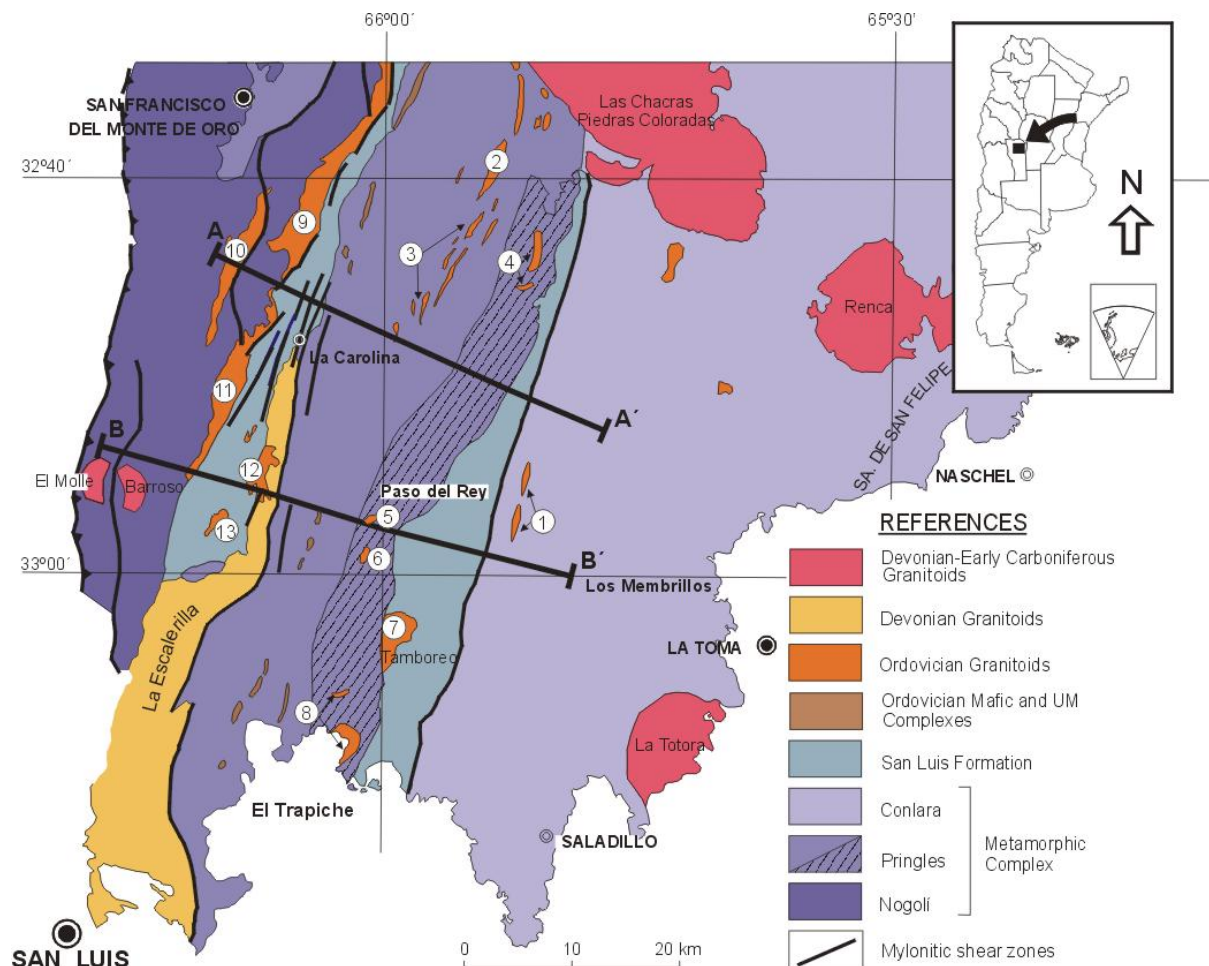 66º00´
65º30´
SAN FRANCISCO
DEL MONTE DE ORO
Las Chacras
Piedras Coloradas
32º40´
2
N
A
9
10
3
4
Renca
La Carolina
11
A´
B
SA. DE SAN FELIPE
El Molle
Barroso
12
Paso del Rey
NASCHEL
13
5
1
REFERENCES
6
B´
33º00´
Los Membrillos
Devonian-Early Carboniferous
Granitoids
La Escalerilla
7
Tamboreo
LA TOMA
Devonian Granitoids
Ordovician Granitoids
8
La Totora
Ordovician Mafic and UM
Complexes
San Luis Formation
El Trapiche
SALADILLO
Conlara
Pringles
Metamorphic
Complex
Nogolí
SAN LUIS
0 10 20 km
Mylonitic shear zones